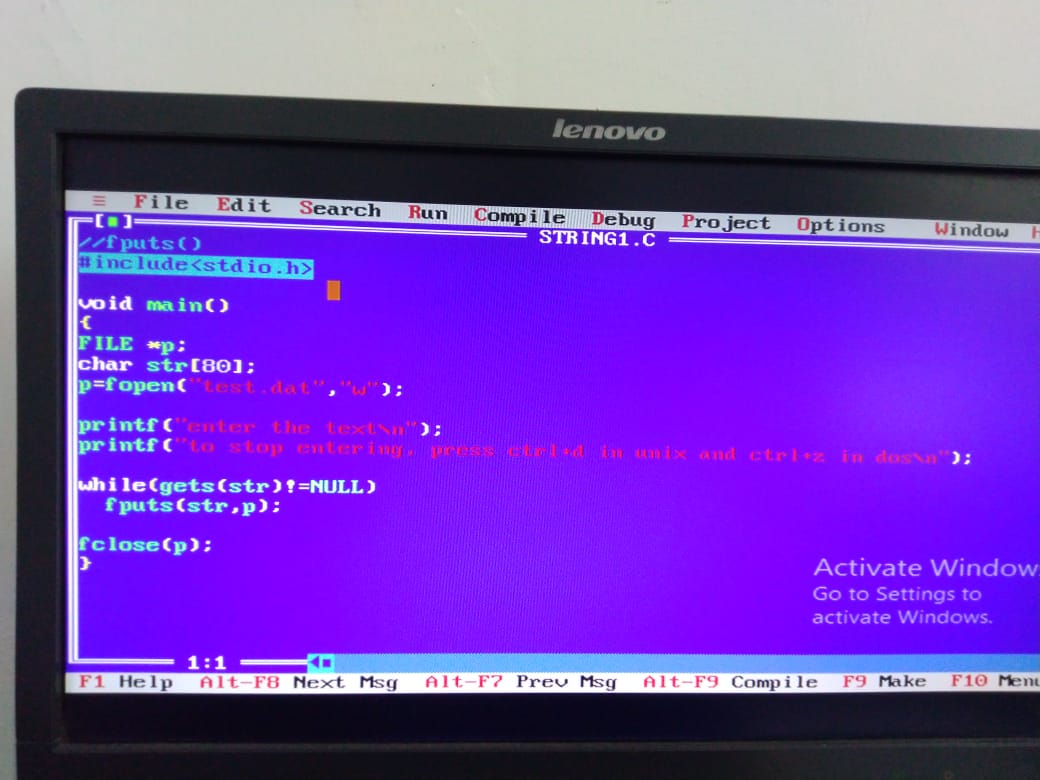 lenovo
≡ File Edit Search Run Compile Debug Project Options Window H
[■] STRING1.C
//fputs()
#include<stdio.h>
void main()
{
FILE *p;
char str[80];
p=fopen("test.dat","w");
printf("enter the text\n");
printf("to stop entering, press ctrl+d in unix and ctrl+z in dos\n");
while(gets(str)!=NULL)
fputs(str,p);
fclose(p);
}
Activate Window
Go to Settings to
activate Windows.
1:1
F1 Help Alt-F8 Next Msg Alt-F7 Prev Msg Alt-F9 Compile F9 Make F10 Menu